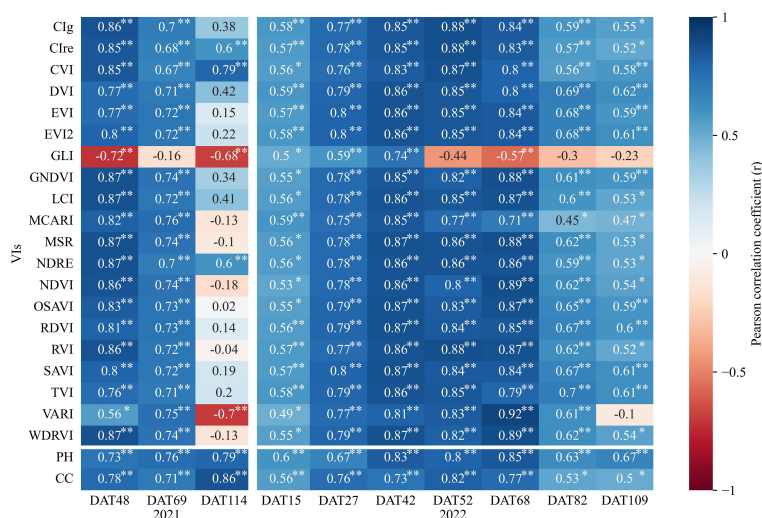 CIg 0.86** 0.7** 0.38 0.58** 0.77** 0.85** 0.88** 0.84** 0.59** 0.55*
CIre 0.85** 0.68** 0.6** 0.57** 0.78** 0.85** 0.88** 0.83** 0.57** 0.52*
CVI 0.85** 0.67** 0.79** 0.56* 0.76** 0.83** 0.83** 0.8** 0.56** 0.58**
DVI 0.77** 0.71** 0.42 0.59** 0.79** 0.86** 0.85** 0.8** 0.69** 0.62**
EVI 0.77** 0.72** 0.15 0.57** 0.8** 0.86** 0.85** 0.84** 0.68** 0.59**
EVI2 0.8** 0.72** 0.22 0.58** 0.8** 0.86** 0.85** 0.84** 0.68** 0.61**
GLI -0.72** -0.16 -0.68** 0.5* 0.59** 0.74** -0.44 -0.57** -0.3 -0.23
GNDVI 0.87** 0.74** 0.34 0.55* 0.78** 0.86** 0.82** 0.88** 0.61** 0.59**
LCI 0.87** 0.72** 0.41 0.56* 0.78** 0.85** 0.85** 0.87** 0.6** 0.53*
MCARI 0.82** 0.76** -0.13 0.59** 0.75** 0.85** 0.77** 0.71** 0.45* 0.47*
MSR 0.87** 0.74** -0.1 0.56* 0.78** 0.87** 0.86** 0.88** 0.62** 0.53*
NDRE 0.87** 0.7** 0.6** 0.56* 0.78** 0.86** 0.86** 0.86** 0.59** 0.53*
NDVI 0.86** 0.74** -0.18 0.53* 0.78** 0.86** 0.8** 0.89** 0.62** 0.54*
OSAVI 0.83** 0.73** 0.02 0.55* 0.79** 0.87** 0.83** 0.87** 0.65** 0.59**
RDVI 0.81** 0.73** 0.14 0.56** 0.79** 0.87** 0.84** 0.85** 0.67** 0.6**
RVI 0.86** 0.72** -0.04 0.57** 0.77** 0.86** 0.88** 0.87** 0.62** 0.52*
SAVI 0.8** 0.72** 0.19 0.57** 0.8** 0.87** 0.84** 0.84** 0.67** 0.61**
TVI 0.76** 0.71** 0.2 0.58** 0.79** 0.86** 0.85** 0.79** 0.7** 0.61**
VARI 0.56* 0.75** -0.7** 0.49* 0.77** 0.81** 0.83** 0.92** 0.61** -0.1
WDRVI 0.87** 0.74** -0.13 0.55* 0.79** 0.87** 0.82** 0.89** 0.62** 0.54*
PH 0.73** 0.76** 0.79** 0.6** 0.67** 0.83** 0.8** 0.85** 0.63** 0.67**
CC 0.78** 0.71** 0.86** 0.56** 0.76** 0.73** 0.82** 0.77** 0.53* 0.5*
DAT48 DAT69 DAT114 DAT15 DAT27 DAT42 DAT52 DAT68 DAT82 DAT109
2021 2022
VIs
1
0.5
0
−0.5
−1
Pearson correlation coefficient (r)